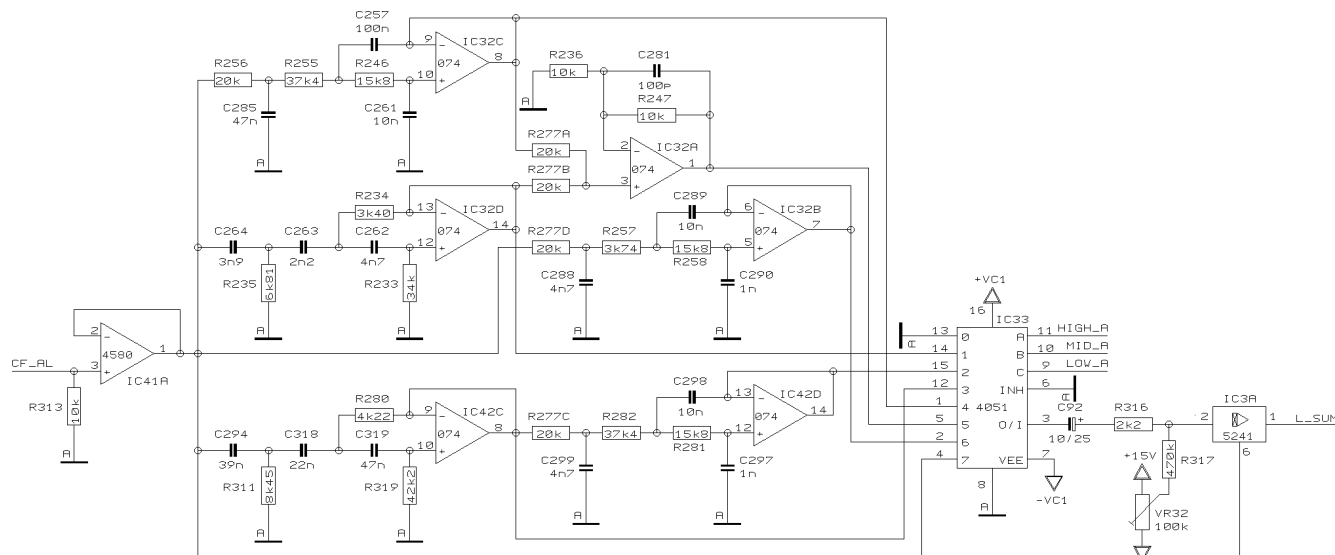 C257
100n
9
-
IC32C
074
8
10
+
R256
20k
R255
37k4
R246
15k8
C285
47n
C261
10n
A
A
R236
10k
C281
100p
R247
10k
A
2
-
IC32A
074
1
3
+
R277A
20k
R277B
20k
R234
3k40
13
-
IC32D
074
14
12
+
C264
3n9
C263
2n2
C262
4n7
R235
6k81
R233
34k
A
A
C289
10n
6
-
IC32B
074
7
5
+
R277D
20k
R257
3k74
15k8
R258
C288
4n7
C290
1n
A
A
2
-
4580
1
3
+
IC41A
CF_AL
R313
10k
A
R280
4k22
9
-
IC42C
074
8
10
+
C294
39n
C318
22n
C319
47n
R311
8k45
R319
42k2
A
A
C298
10n
13
-
IC42D
074
14
12
+
R277C
20k
R282
37k4
15k8
R281
C299
4n7
C297
1n
A
A
+VC1
16
IC33
A
13
0
A
11
HIGH_A
14
1
B
10
MID_A
15
2
C
9
LOW_A
12
3
INH
6
A
1
4
4051
5
5
O/I
3
2
6
4
7
VEE
7
-VC1
8
A
C92
+
10/25
R316
2k2
470k
R317
+15V
VR32
100k
IC3A
2
1
5241
6
L_SUM